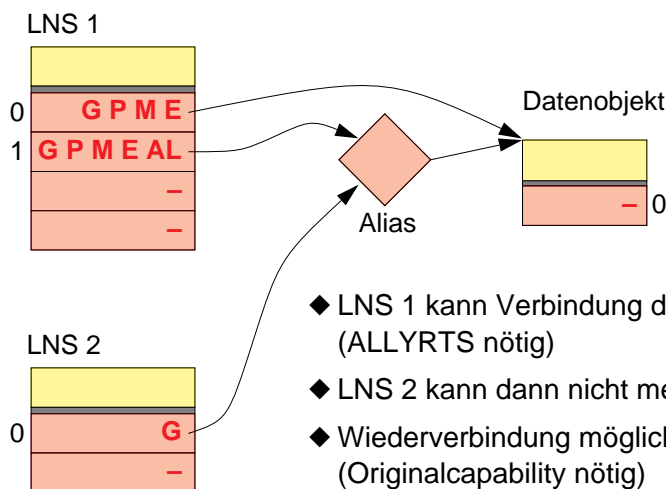 LNS 1
0 G P M E
1 G P M E AL
–
–
Alias
Datenobjekt
– 0
LNS 2
0 G
–
◆ LNS 1 kann Verbindung
(ALLYRTS nötig)
◆ LNS 2 kann dann nicht
◆ Wiederverbindung möglich
(Originalcapability nötig)